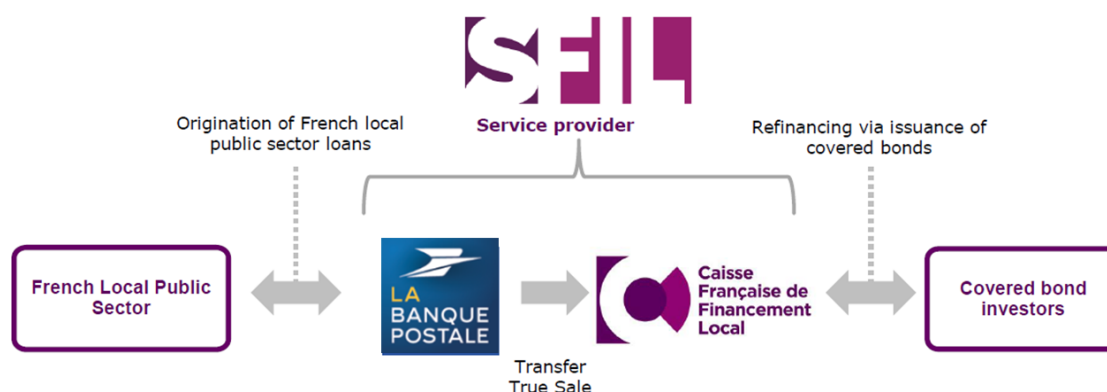 SFIL
Service provider
Origination of French local
public sector loans
Refinancing via issuance of
covered bonds
French Local Public
Sector
LA
BANQUE
POSTALE
Caisse
Française de
Financement
Local
Covered bond
investors
Transfer
True Sale